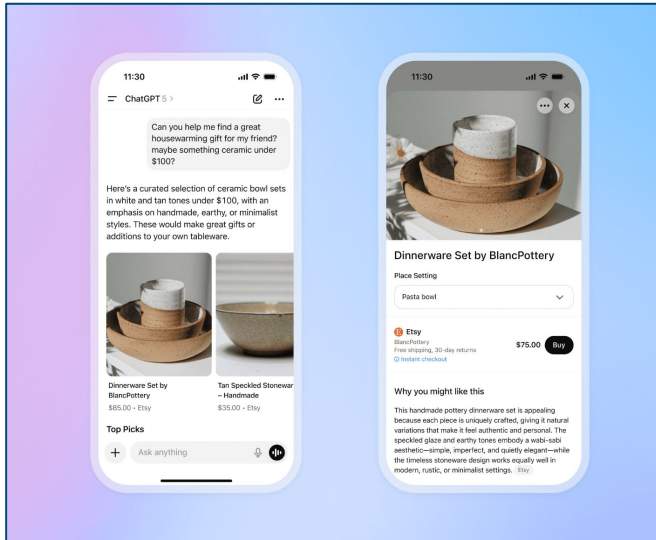 11:30
ChatGPT 5 >
Can you help me find a great
housewarming gift for my friend?
maybe something ceramic under
$100?
Here's a curated selection of ceramic bowl sets
in white and tan tones under $100, with an
emphasis on handmade, earthy, or minimalist
styles. These would make great gifts or
additions to your own tableware.
Dinnerware Set by
BlancPottery
$85.00 • Etsy
Tan Speckled Stonewar
– Handmade
$35.00 • Etsy
Top Picks
Ask anything
11:30
Dinnerware Set by BlancPottery
Place Setting
Pasta bowl
E Etsy
BlancPottery
Free shipping, 30-day returns
Instant checkout
$75.00 Buy
Why you might like this
This handmade pottery dinnerware set is appealing
because each piece is uniquely crafted, giving it natural
variations that make it feel authentic and personal. The
speckled glaze and earthy tones embody a wabi-sabi
aesthetic—simple, imperfect, and quietly elegant—while
the timeless stoneware design works equally well in
modern, rustic, or minimalist settings. Etsy